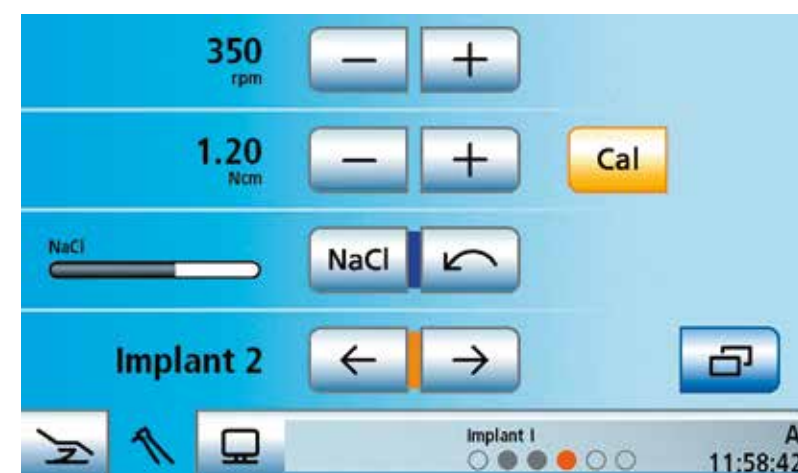 350
rpm
1.20
Ncm
Cal
NaCl
NaCl
Implant 2
Implant I
A
11:58:42